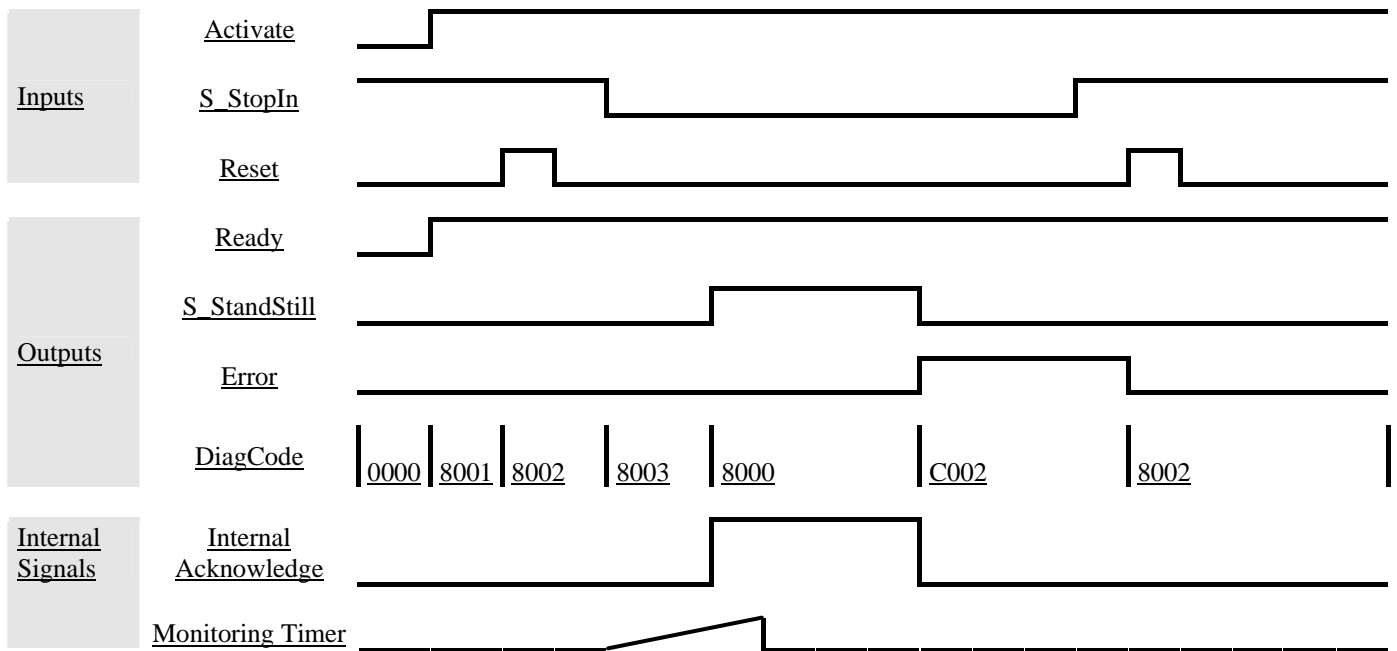 Activate
Inputs
S_StopIn
Reset
Ready
S_StandStill
Outputs
Error
DiagCode
0000 8001 8002 8003 8000 C002 8002
Internal
Signals
Internal
Acknowledge
Monitoring Timer